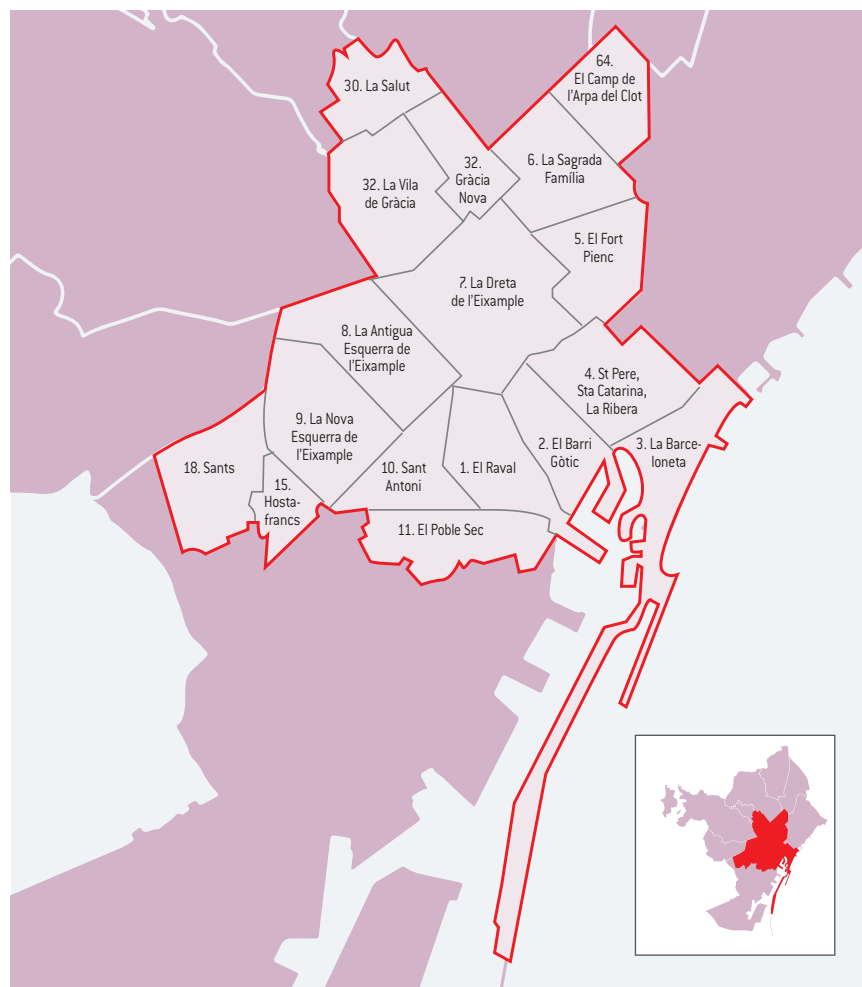 64.
El Camp de
l'Arpa del Clot
30. La Salut
6. La Sagrada
Família
32.
Gràcia
Nova
32. La Vila
de Gràcia
5. El Fort
Pienc
7. La Dreta
de l'Eixample
8. La Antigua
Esquerra de
l'Eixample
4. St Pere,
Sta Catarina,
La Ribera
9. La Nova
Esquerra de
l'Eixample
2. El Barri
Gòtic
3. La Barce-
loneta
18. Sants
10. Sant
Antoni
1. El Raval
15.
Hosta-
francs
11. El Poble Sec